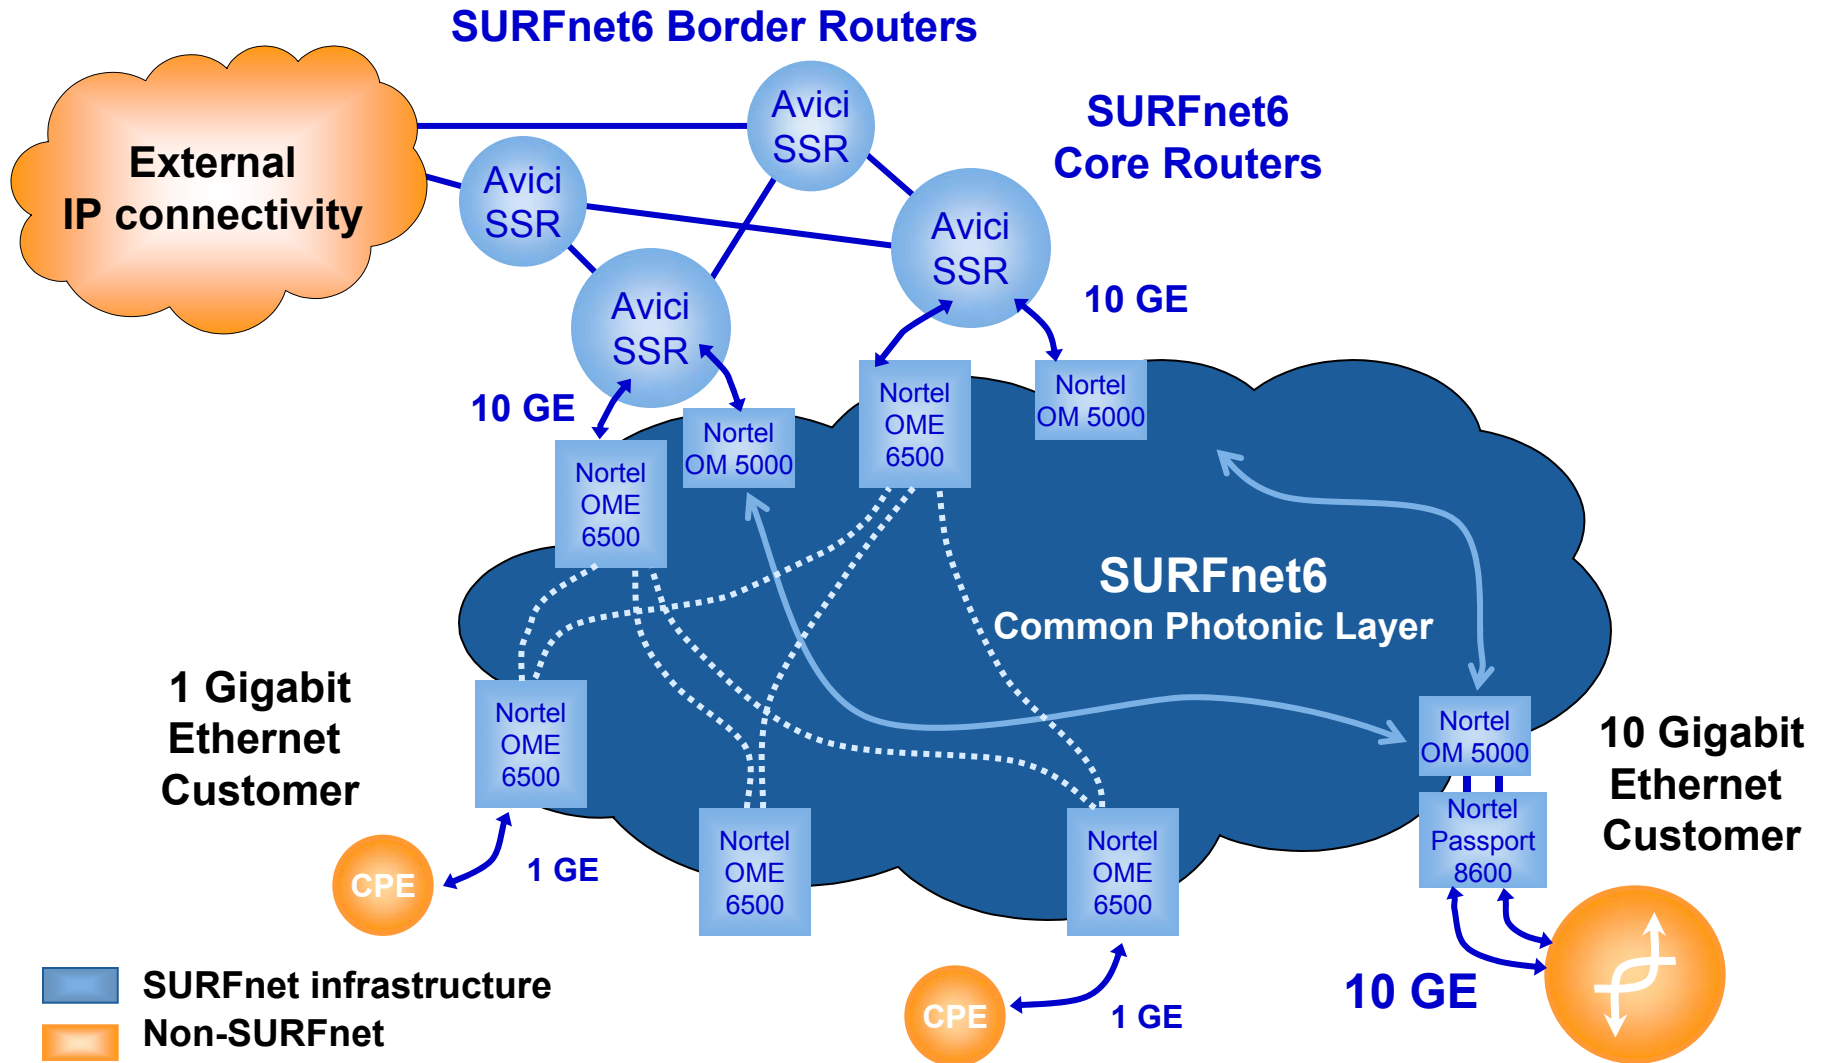 SURFnet6 Border Routers
SURFnet6
Core Routers
External
IP connectivity
Avici
SSR
Avici
SSR
Avici
SSR
Avici
SSR
10 GE
10 GE
Nortel
OM 5000
Nortel
OME
6500
Nortel
OM 5000
Nortel
OME
6500
SURFnet6
Common Photonic Layer
1 Gigabit
Ethernet
Customer
Nortel
OME
6500
Nortel
OM 5000
10 Gigabit
Ethernet
Customer
Nortel
Passport
8600
Nortel
OME
6500
Nortel
OME
6500
CPE
1 GE
10 GE
CPE
1 GE
SURFnet infrastructure
Non-SURFnet